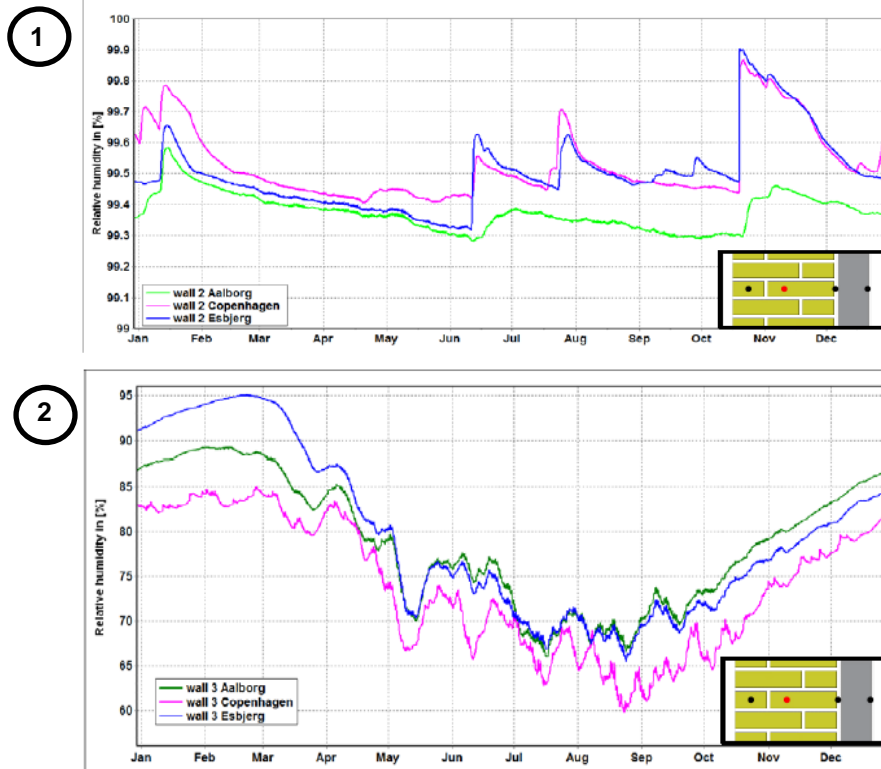 1
Relative humidity in [%]
100
99.9
99.8
99.7
99.6
99.5
99.4
99.3
99.2
99.1
99
wall 2 Aalborg
wall 2 Copenhagen
wall 2 Esbjerg
Jan Feb Mar Apr May Jun Jul Aug Sep Oct Nov Dec
2
Relative humidity in [%]
95
90
85
80
75
70
65
60
wall 3 Aalborg
wall 3 Copenhagen
wall 3 Esbjerg
Jan Feb Mar Apr May Jun Jul Aug Sep Oct Nov Dec